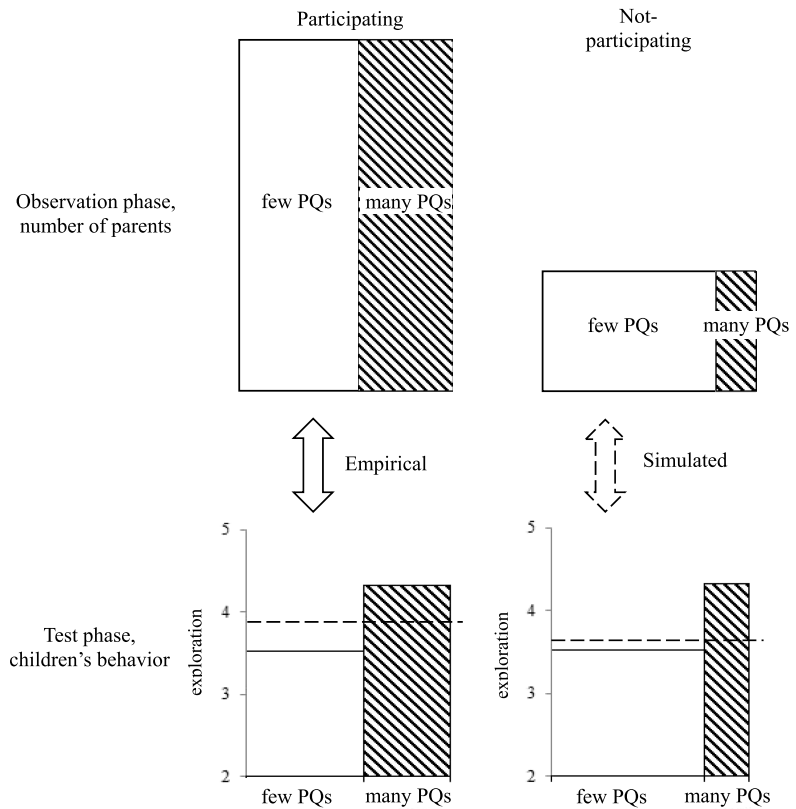 Participating
Not-
participating
Observation phase,
number of parents
few PQs
many PQs
few PQs
many PQs
Empirical
Simulated
Test phase,
children's behavior
5
4
3
2
exploration
few PQs
many PQs
5
4
3
2
exploration
few PQs
many PQs